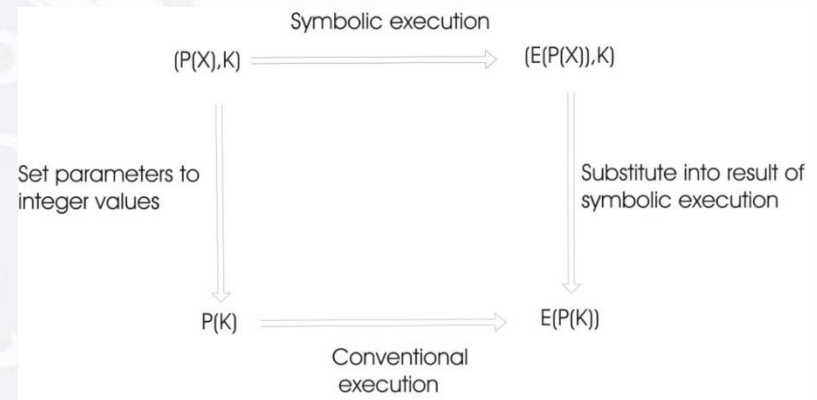 Symbolic execution
(P(X),K)
(E(P(X)),K)
Set parameters to
integer values
Substitute into result of
symbolic execution
P(K)
E(P(K))
Conventional
execution